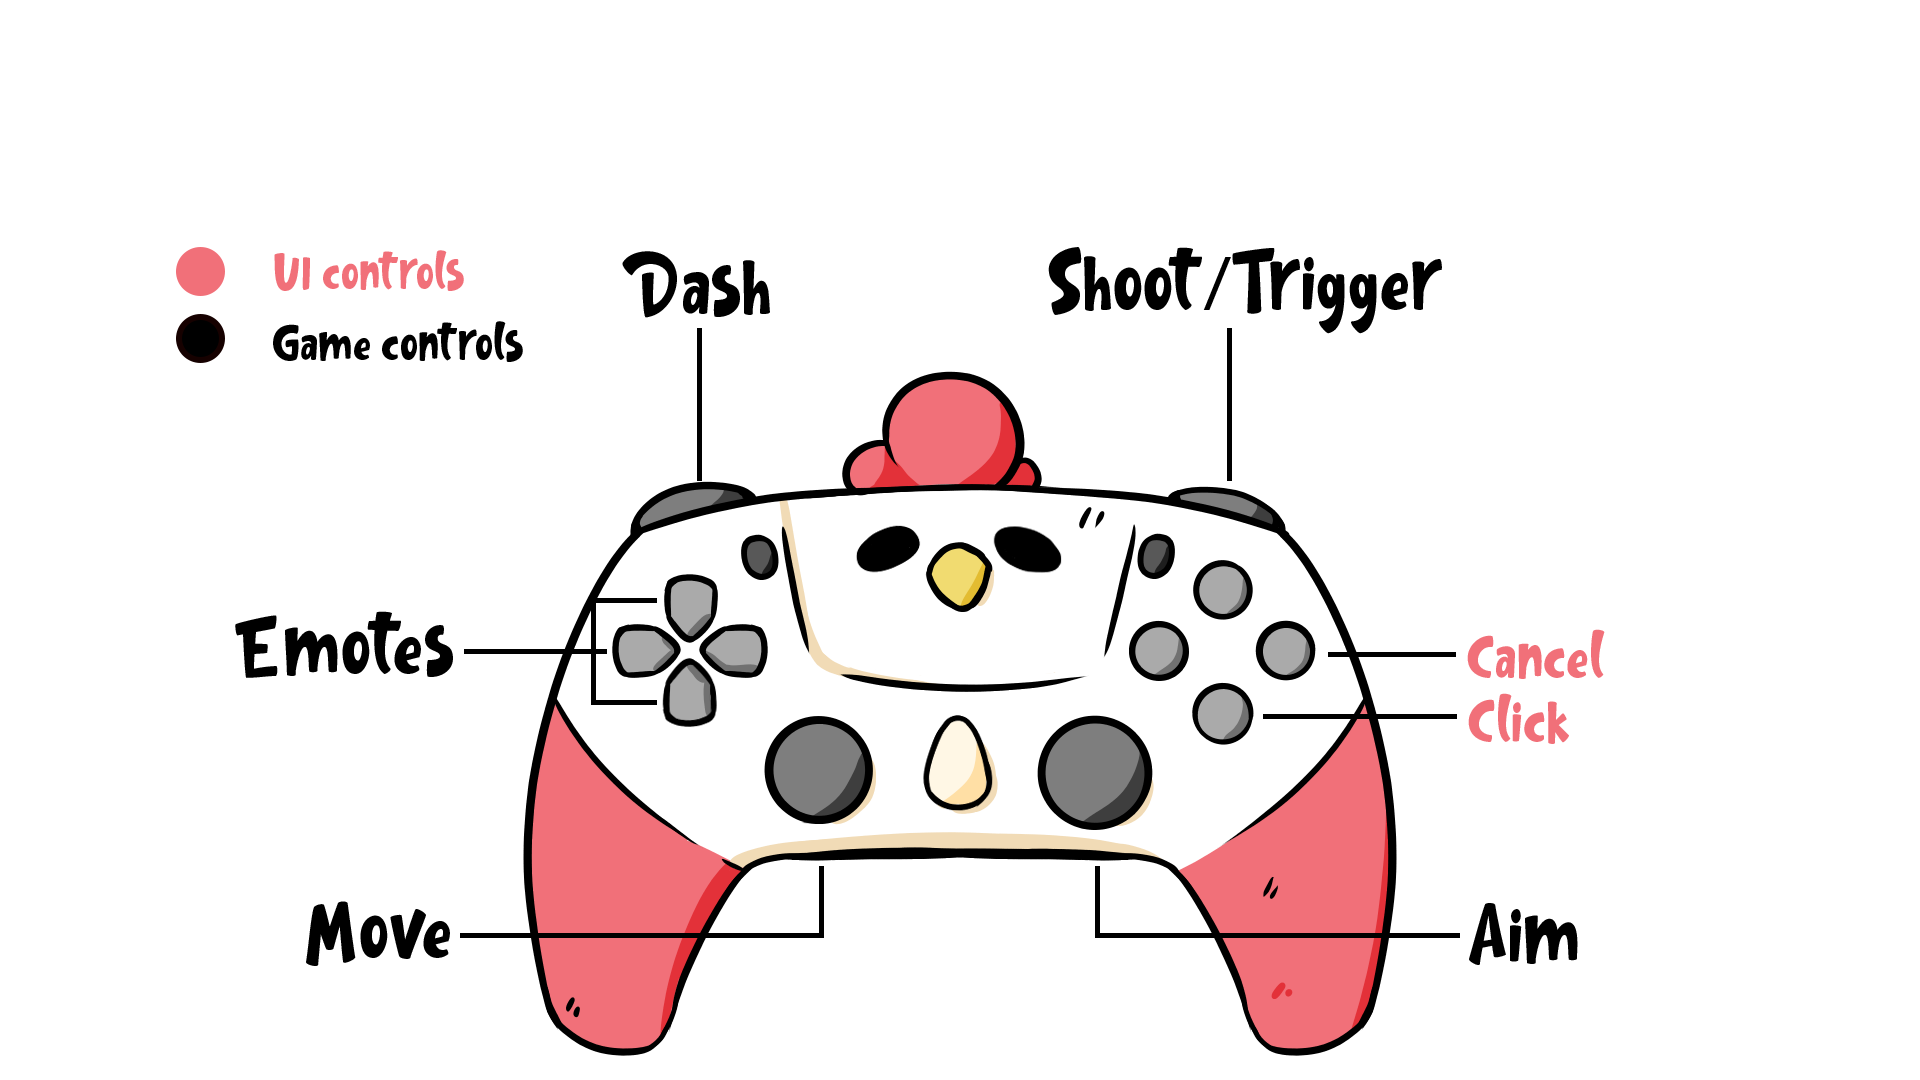 UI controls
Game controls
Dash
Shoot/Trigger
Emotes
Cancel
Click
Move
Aim